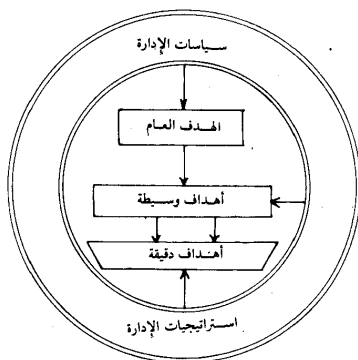 سياسات الإدارة
الهدف العام
أهداف وسيطة
أهداف دقيقة
استراتيجيات الإدارة